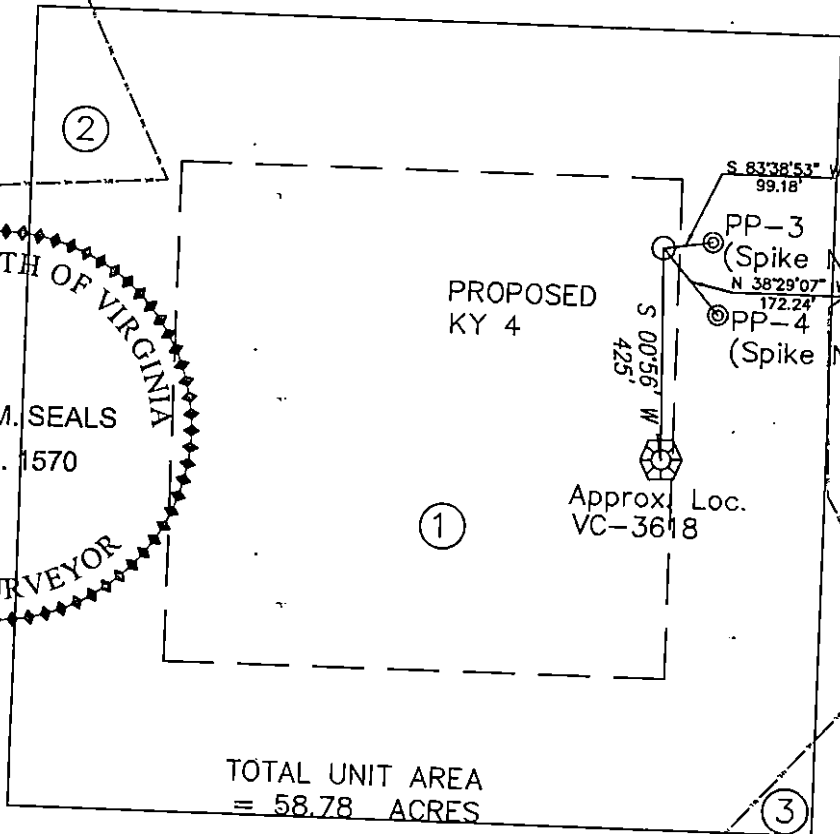 2
S 83°38'53" W
99.18'
PP-3
(Spike
N 38°29'07" W
172.24'
PP-4
(Spike
PROPOSED
KY 4
S 00°56' W
425'
TH OF VIRGINIA
M. SEALS
. 1570
URVEYOR
Approx. Loc.
VC-3618
1
TOTAL UNIT AREA
= 58.78 ACRES
3